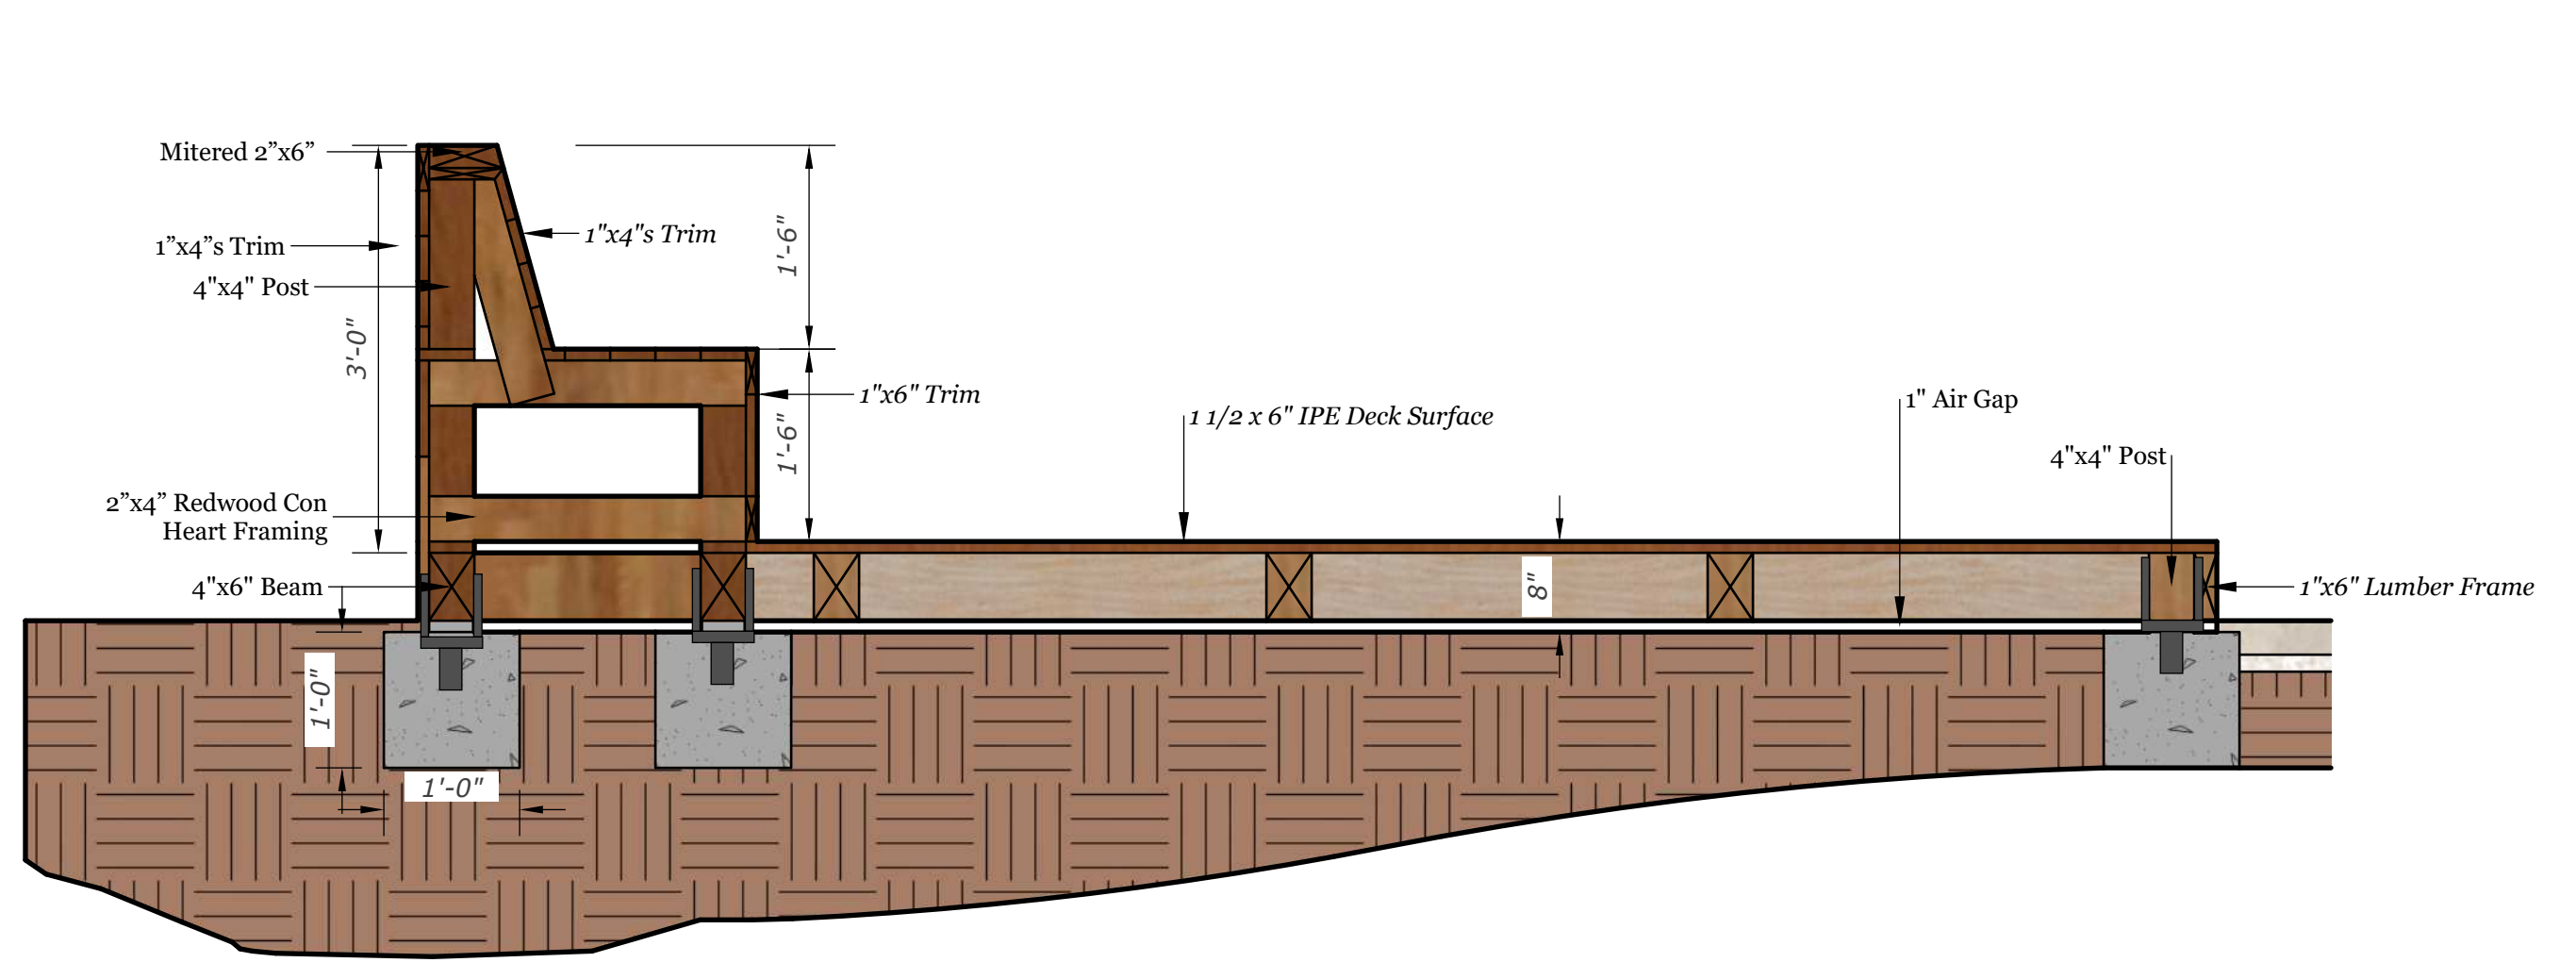 Mitered 2”x6”
1”x4”s Trim
4"x4" Post
3'-0"
2”x4” Redwood Con
Heart Framing
4"x6" Beam
1'-0"
1'-0"
1"x4"s Trim
1'-6"
1"x6" Trim
1'-6"
1 1/2 x 6" IPE Deck Surface
8"
1" Air Gap
4"x4" Post
1"x6" Lumber Frame